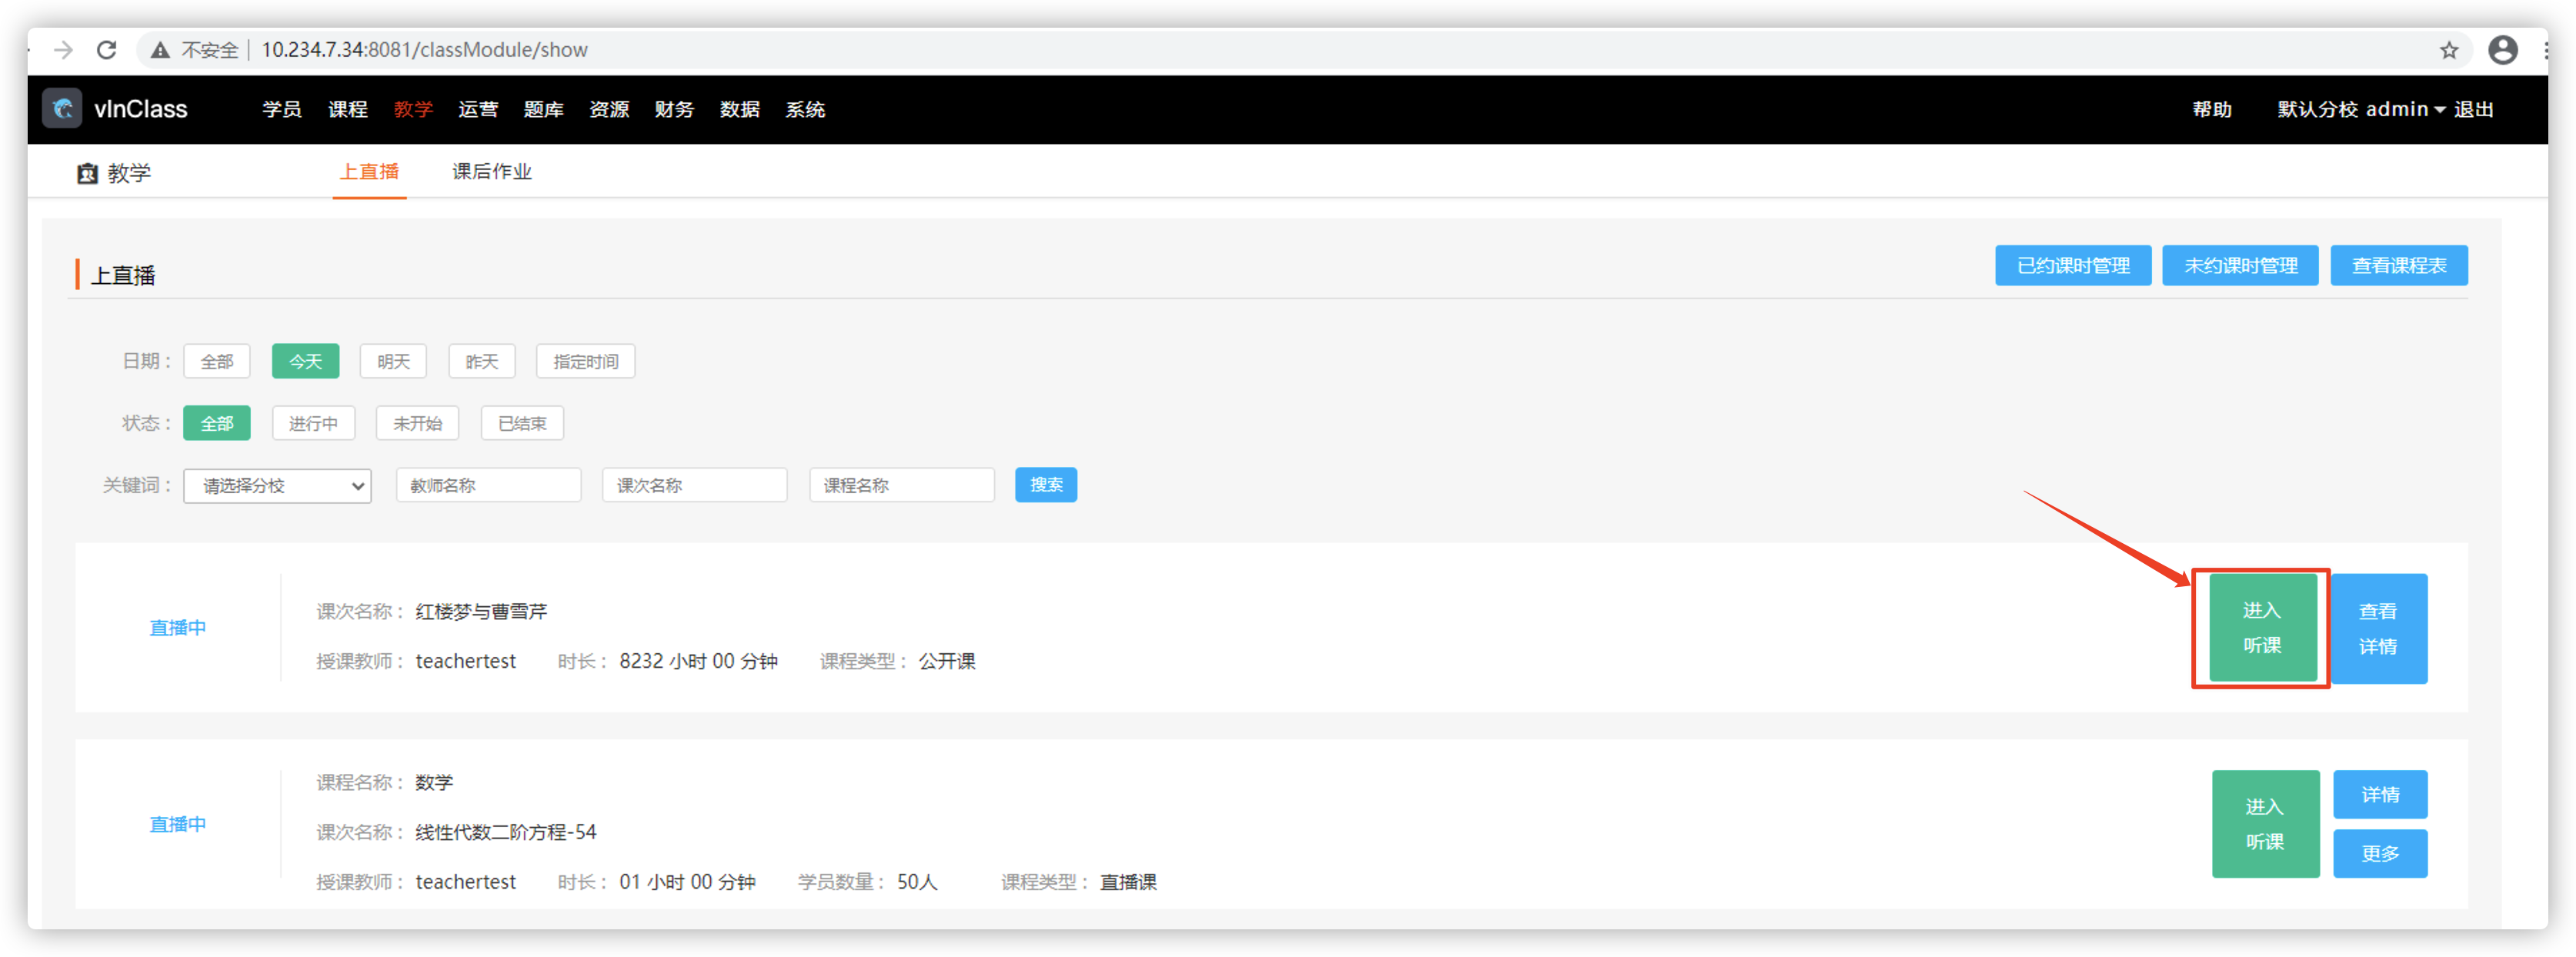 不安全 | 10.234.7.34:8081/classModule/show
vInClass 学员 课程 教学 运营 题库 资源 财务 数据 系统 帮助 默认分校 admin 退出
教学 上直播 课后作业
上直播 已约课时管理 未约课时管理 查看课程表
日期： 全部 今天 明天 昨天 指定时间
状态： 全部 进行中 未开始 已结束
关键词： 请选择分校 教师名称 课次名称 课程名称 搜索
直播中
课次名称： 红楼梦与曹雪芹
授课教师： teachertest 时长： 8232 小时 00 分钟 课程类型： 公开课
进入
听课
查看
详情
直播中
课程名称： 数学
课次名称： 线性代数二阶方程-54
授课教师： teachertest 时长： 01 小时 00 分钟 学员数量： 50人 课程类型： 直播课
进入
听课
详情
更多